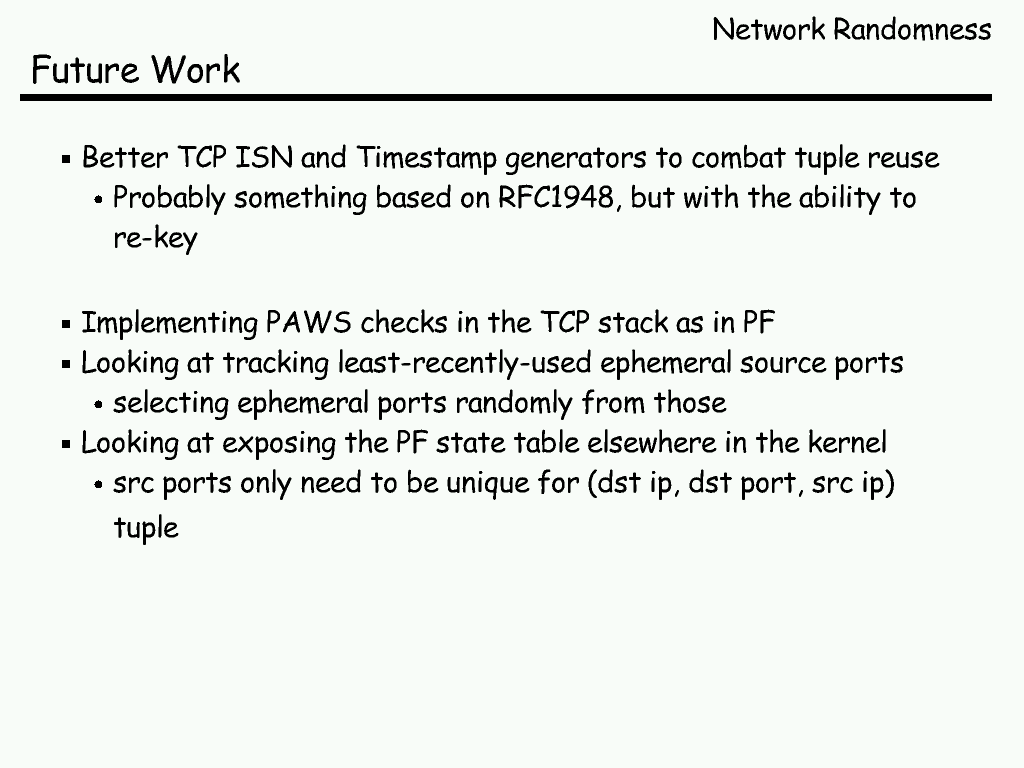 Network Randomness
Future Work
▪ Better TCP ISN and Timestamp generators to combat tuple reuse
• Probably something based on RFC1948, but with the ability to
re-key
▪ Implementing PAWS checks in the TCP stack as in PF
▪ Looking at tracking least-recently-used ephemeral source ports
• selecting ephemeral ports randomly from those
▪ Looking at exposing the PF state table elsewhere in the kernel
• src ports only need to be unique for (dst ip, dst port, src ip)
tuple